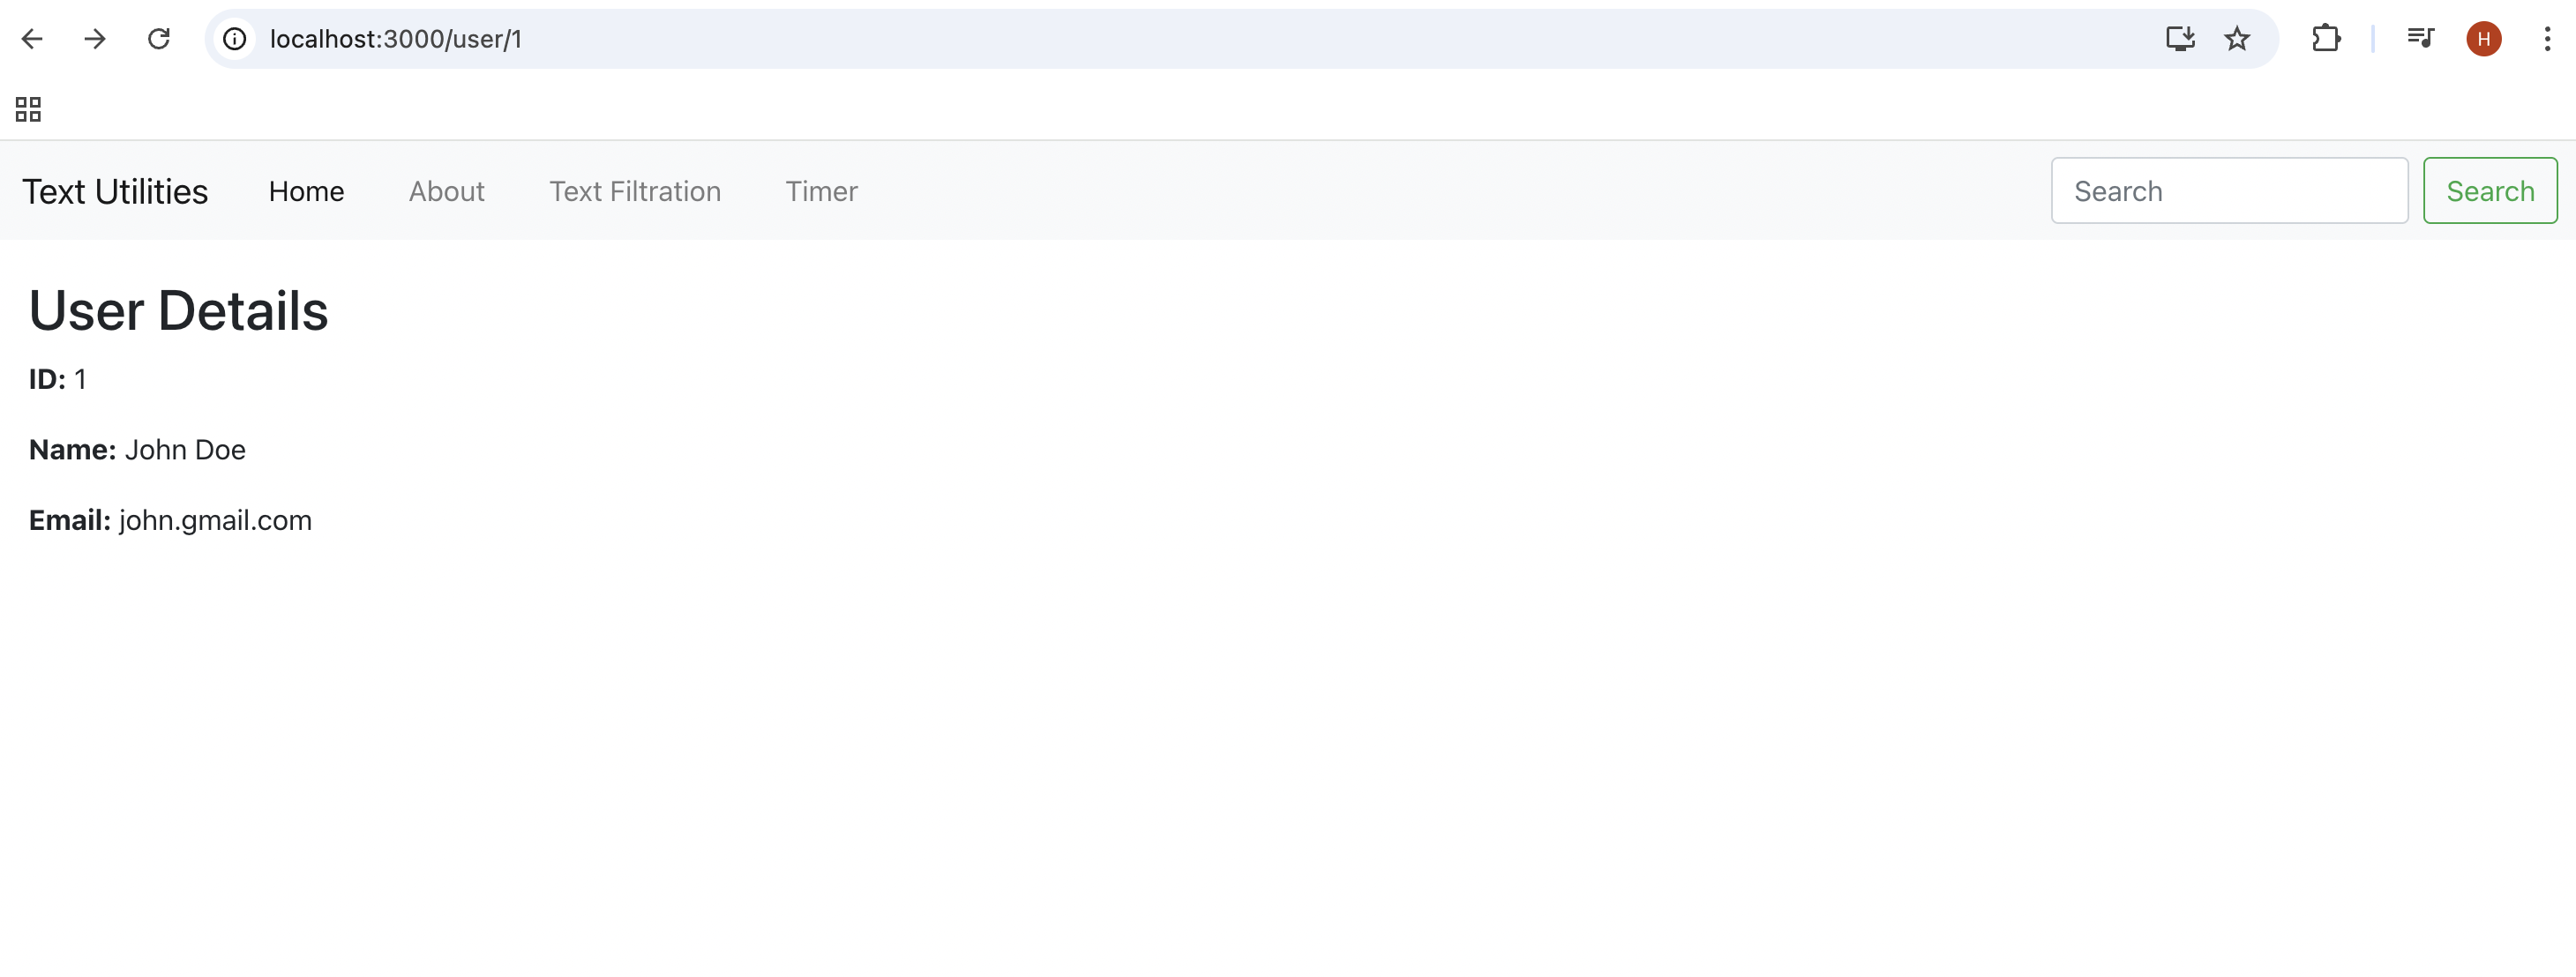 localhost:3000/user/1
H
Text Utilities Home About Text Filtration Timer Search Search
User Details
ID: 1
Name: John Doe
Email: john.gmail.com